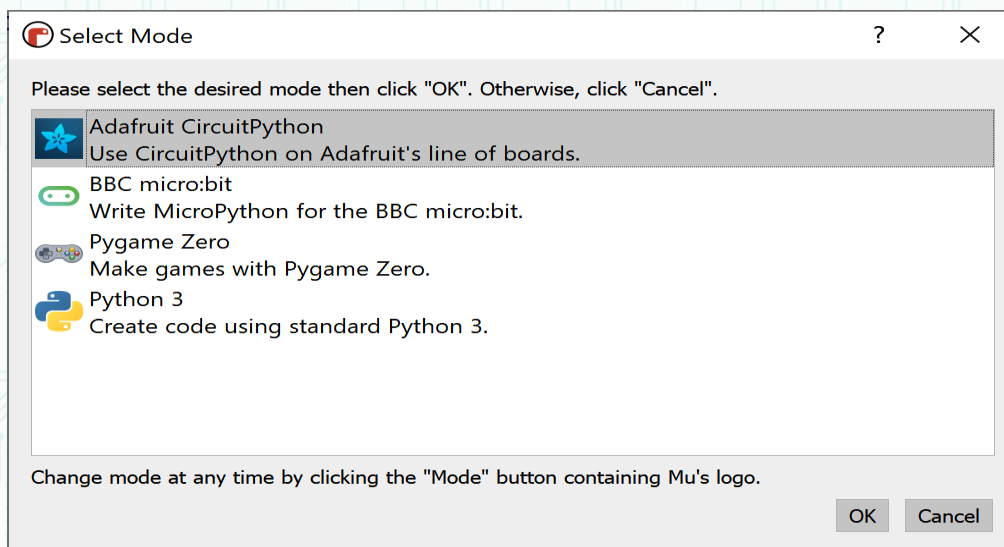 Select Mode
?
Please select the desired mode then click "OK". Otherwise, click "Cancel".
Adafruit CircuitPython
Use CircuitPython on Adafruit's line of boards.
BBC micro:bit
Write MicroPython for the BBC micro:bit.
Pygame Zero
Make games with Pygame Zero.
Python 3
Create code using standard Python 3.
Change mode at any time by clicking the "Mode" button containing Mu's logo.
OK Cancel